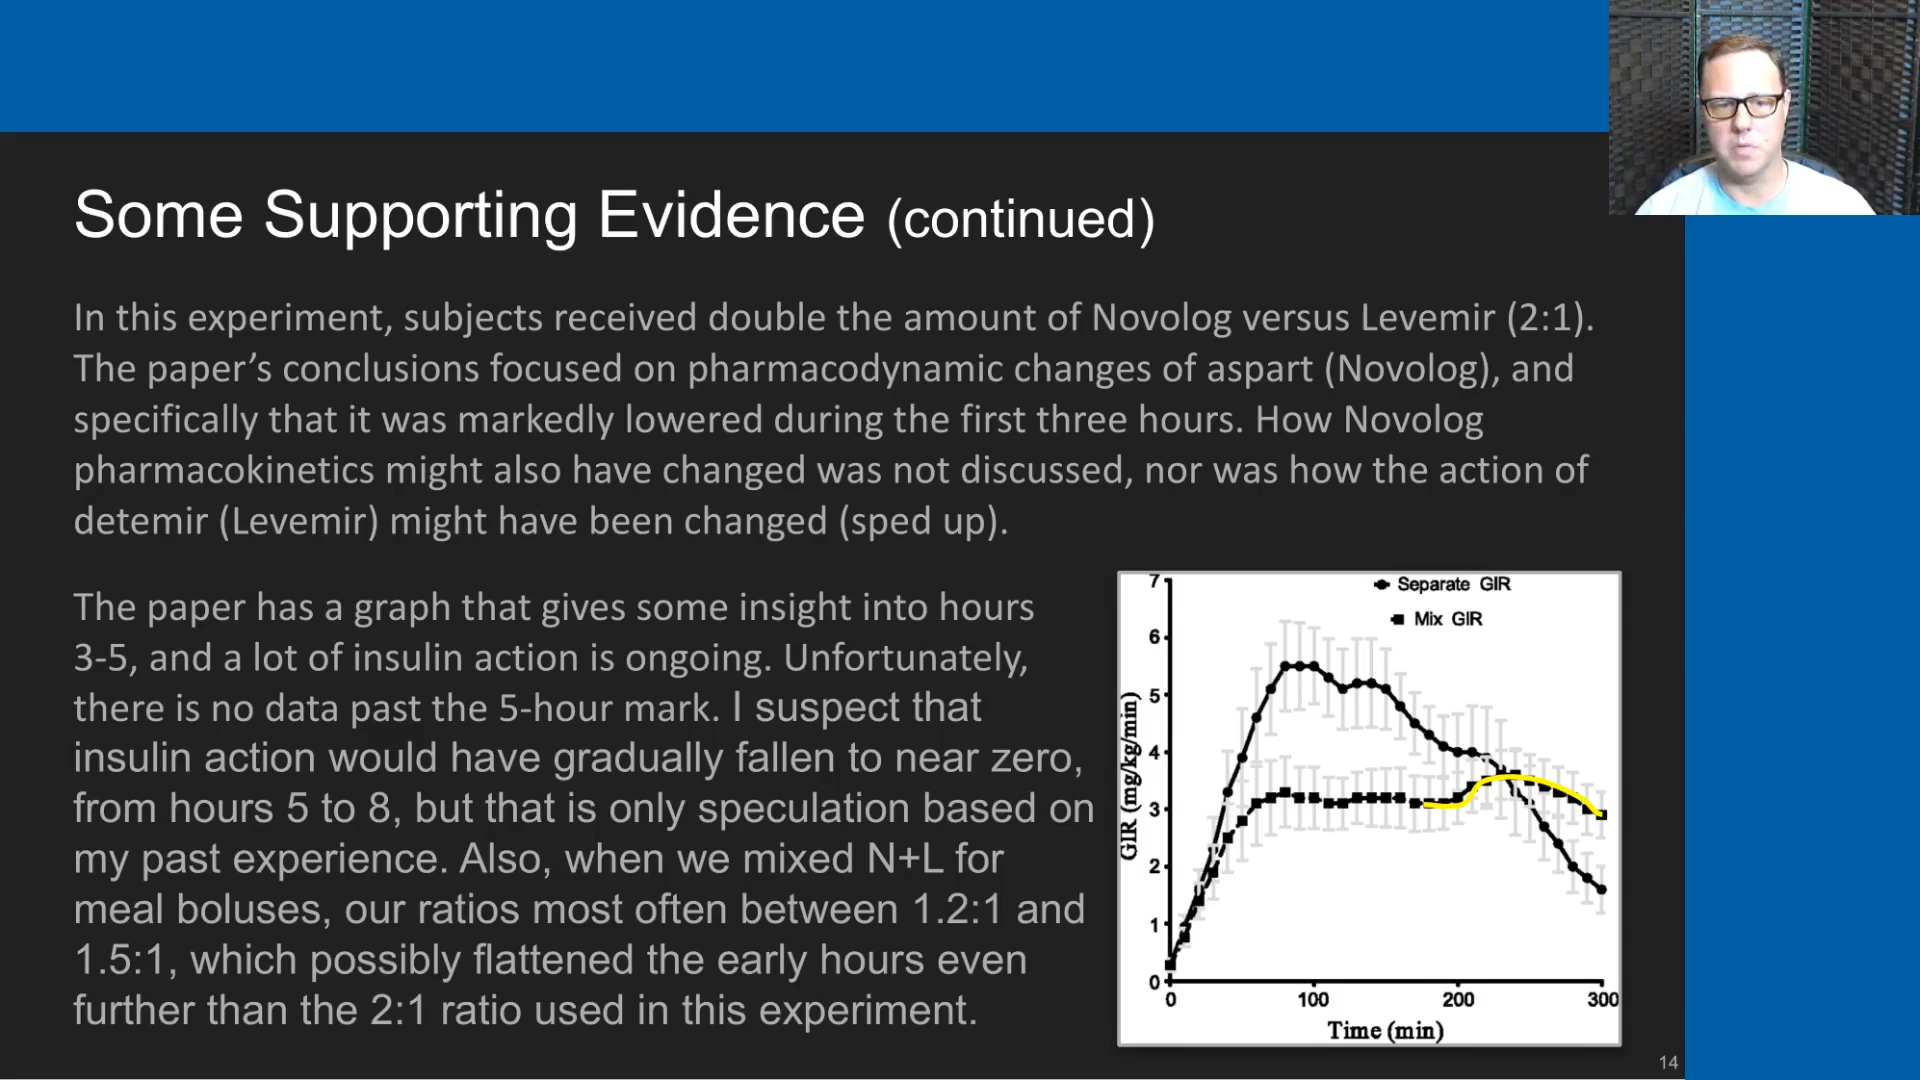 Some Supporting Evidence (continued)
In this experiment, subjects received double the amount of Novolog versus Levemir (2:1).
The paper’s conclusions focused on pharmacodynamic changes of aspart (Novolog), and
specifically that it was markedly lowered during the first three hours. How Novolog
pharmacokinetics might also have changed was not discussed, nor was how the action of
detemir (Levemir) might have been changed (sped up).
The paper has a graph that gives some insight into hours
3-5, and a lot of insulin action is ongoing. Unfortunately,
there is no data past the 5-hour mark. I suspect that
insulin action would have gradually fallen to near zero,
from hours 5 to 8, but that is only speculation based on
my past experience. Also, when we mixed N+L for
meal boluses, our ratios most often between 1.2:1 and
1.5:1, which possibly flattened the early hours even
further than the 2:1 ratio used in this experiment.
Separate GIR
Mix GIR
GIR (mg/kg/min)
7
6
5
4
3
2
1
0
0 100 200 300
Time (min)
14